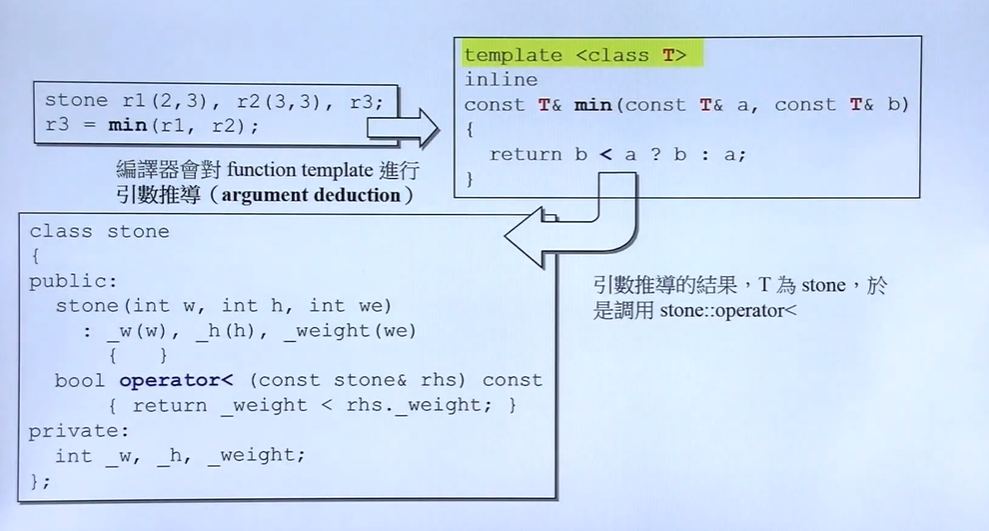 stone r1(2,3), r2(3,3), r3;
r3 = min(r1, r2);
編譯器會對 function template 進行
引數推導（argument deduction）
template <class T>
inline
const T& min(const T& a, const T& b)
{
  return b < a ? b : a;
}
class stone
{
public:
  stone(int w, int h, int we)
    : _w(w), _h(h), _weight(we)
      {   }
  bool operator< (const stone& rhs) const
      { return _weight < rhs._weight; }
private:
  int _w, _h, _weight;
};
引數推導的結果，T 為 stone，於
是調用 stone::operator<